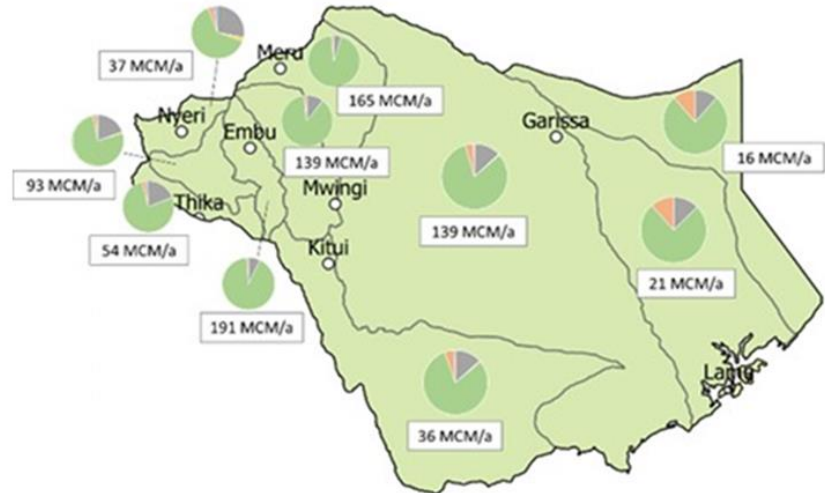 Meru
37 MCM/a
165 MCM/a
Nyeri
Embu
Garissa
139 MCM/a
16 MCM/a
93 MCM/a
Thika
Mwingi
139 MCM/a
54 MCM/a
Kitui
21 MCM/a
191 MCM/a
Lamu
36 MCM/a